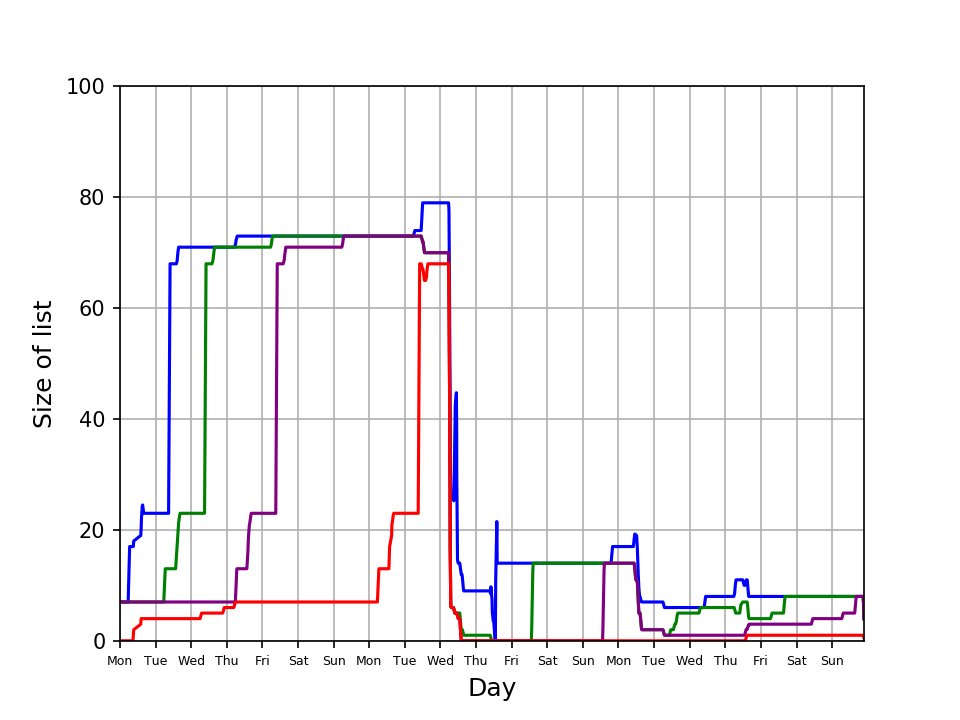 100
80
60
40
20
0
Size of list
Mon Tue Wed Thu Fri Sat Sun Mon Tue Wed Thu Fri Sat Sun Mon Tue Wed Thu Fri Sat Sun
Day